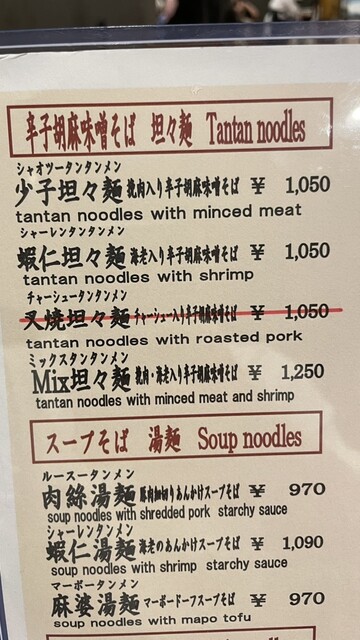 辛子胡麻味噌そば 坦々麺 Tantan noodles
シャオツータンタンメン
少子坦々麺 挽肉入り辛子胡麻味噌そば ¥ 1,050
tantan noodles with minced meat
シャーレンタンタンメン
蝦仁坦々麺 海老入り辛子胡麻味噌そば ¥ 1,050
tantan noodles with shrimp
チャーシュータンタンメン
叉焼坦々麺 チャーシュー入り辛子胡麻味噌そば ¥ 1,050
tantan noodles with roasted pork
ミックスタンタンメン
Mix坦々麺 挽肉・海老入り辛子胡麻味噌そば ¥ 1,250
tantan noodles with minced meat and shrimp
スープそば 湯麺 Soup noodles
ルースータンメン
肉絲湯麺 豚肉細切りあんかけスープそば ¥ 970
soup noodles with shredded pork starchy sauce
シャーレンタンメン
蝦仁湯麺 海老のあんかけスープそば ¥ 1,090
soup noodles with shrimp starchy sauce
マーボータンメン
麻婆湯麺 マーボードーフスープそば ¥ 970
soup noodles with mapo tofu